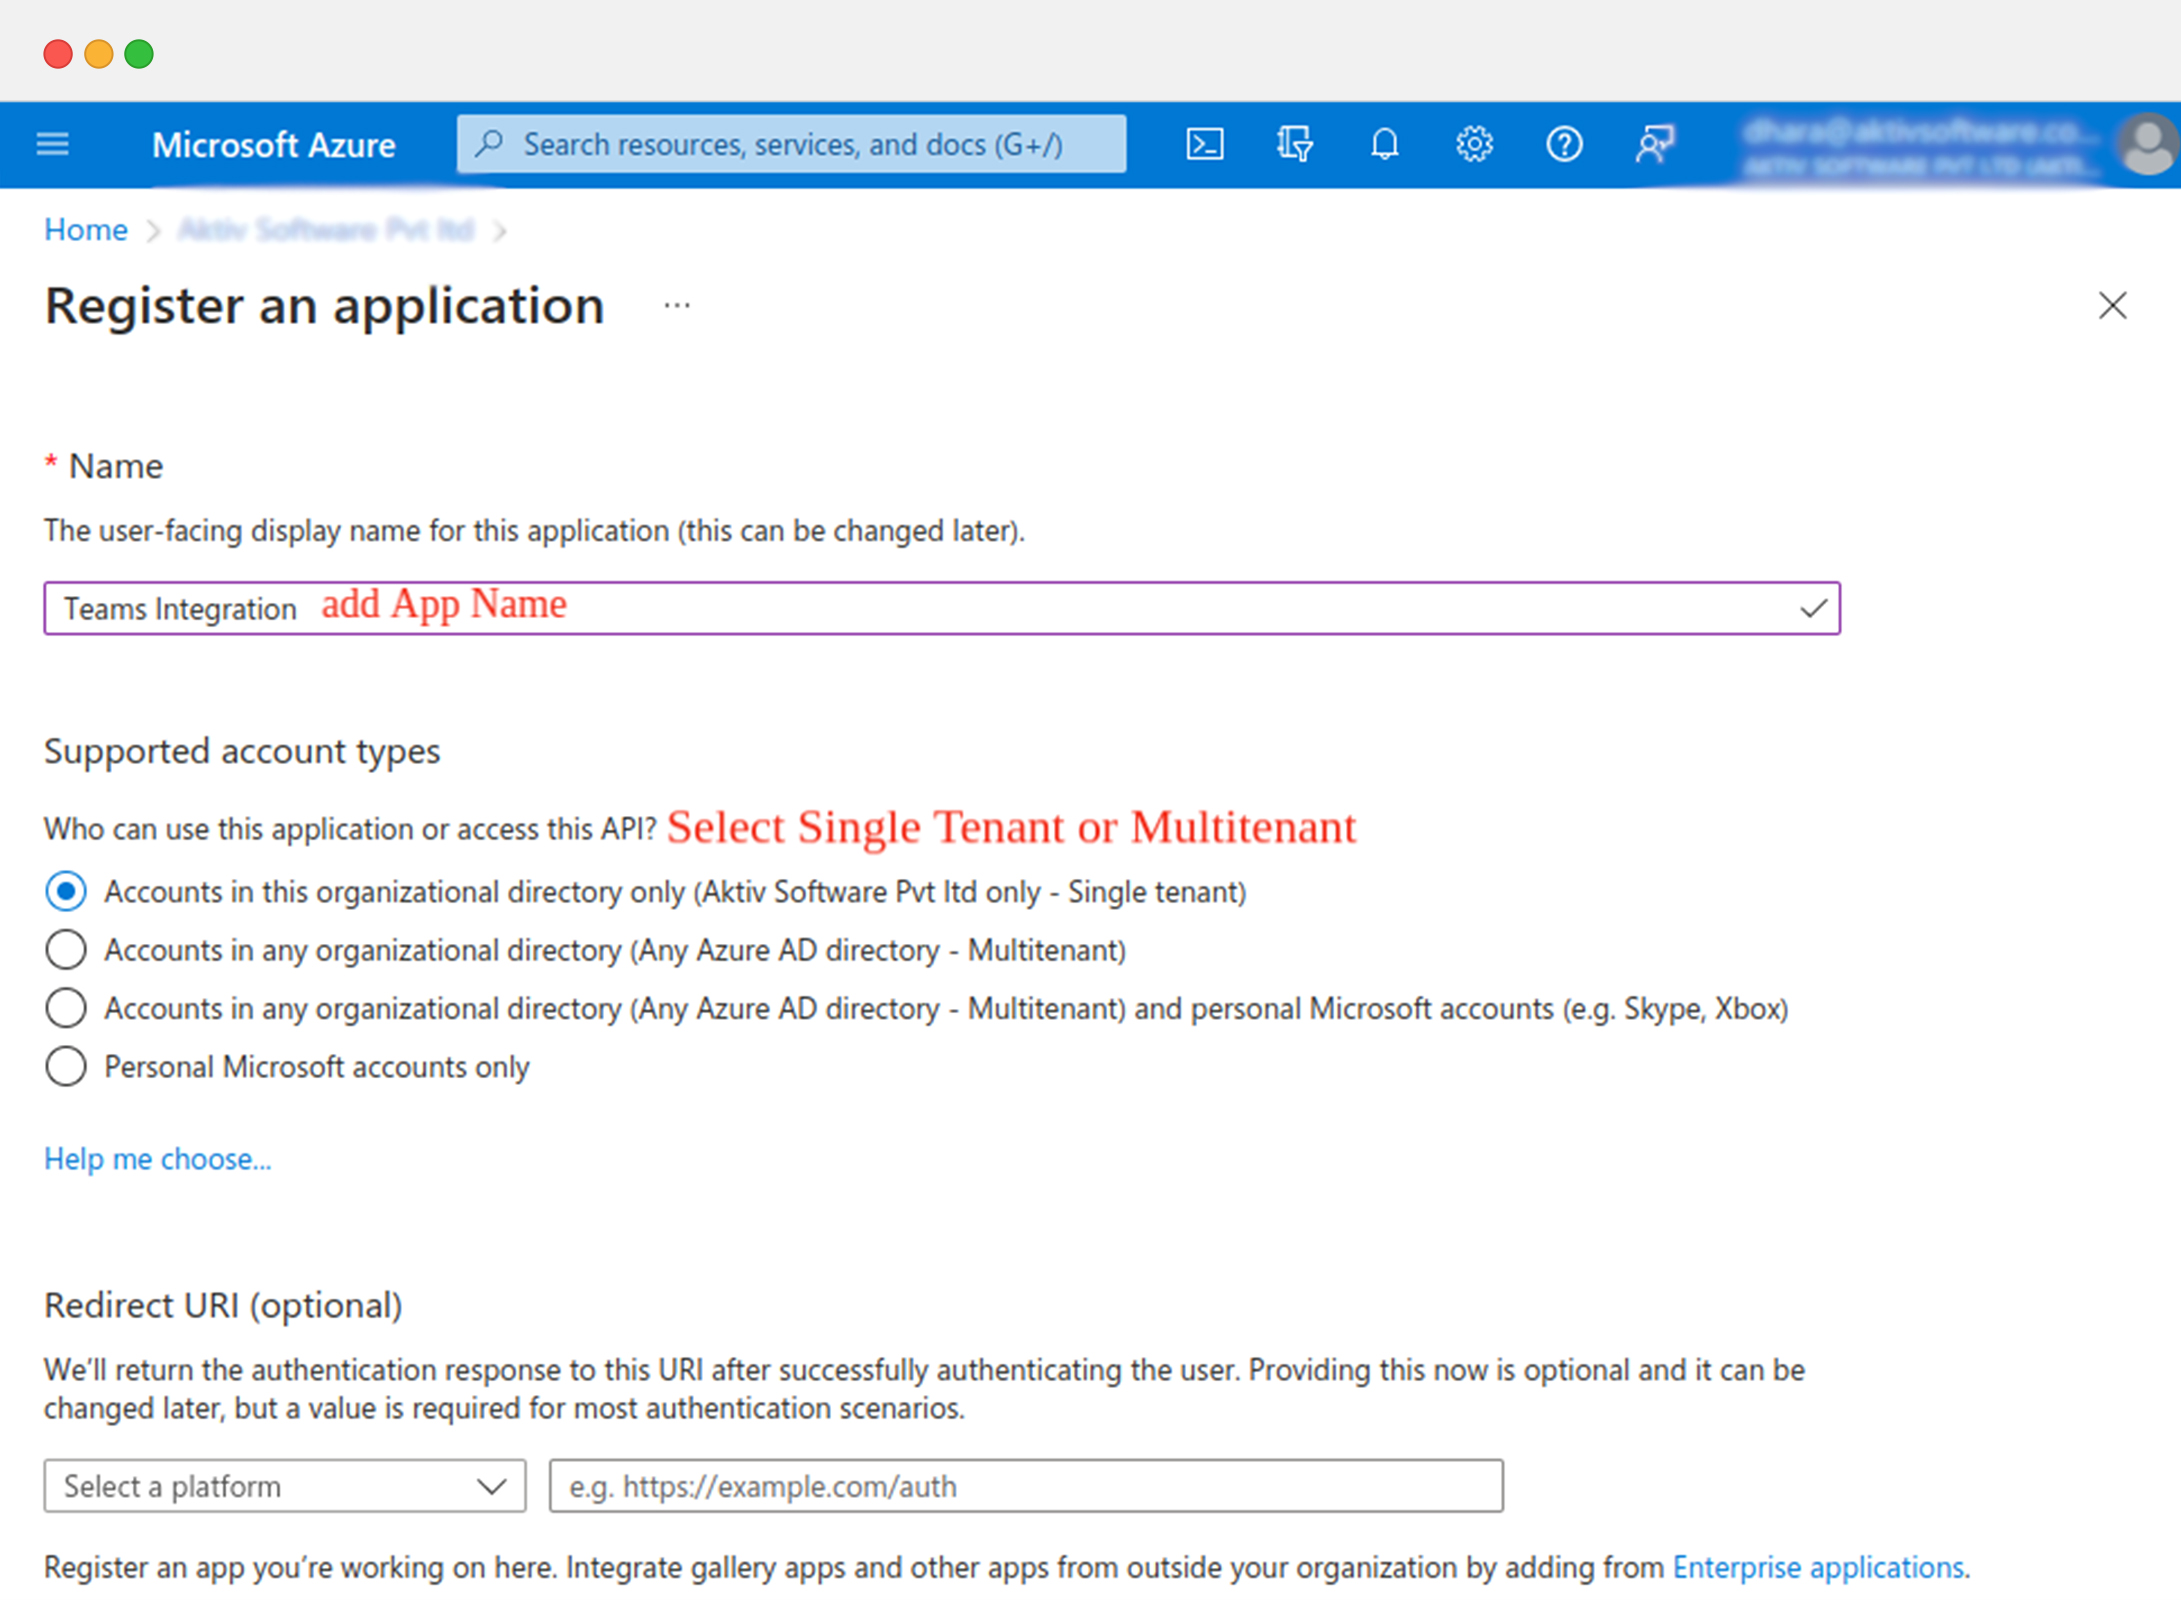 Microsoft Azure
Search resources, services, and docs (G+/)
Home
Aktiv Software Pvt ltd
Register an application
* Name
The user-facing display name for this application (this can be changed later).
Teams Integration add App Name
Supported account types
Who can use this application or access this API? Select Single Tenant or Multitenant
Accounts in this organizational directory only (Aktiv Software Pvt ltd only - Single tenant)
Accounts in any organizational directory (Any Azure AD directory - Multitenant)
Accounts in any organizational directory (Any Azure AD directory - Multitenant) and personal Microsoft accounts (e.g. Skype, Xbox)
Personal Microsoft accounts only
Help me choose...
Redirect URI (optional)
We'll return the authentication response to this URI after successfully authenticating the user. Providing this now is optional and it can be
changed later, but a value is required for most authentication scenarios.
Select a platform
e.g. https://example.com/auth
Register an app you're working on here. Integrate gallery apps and other apps from outside your organization by adding from Enterprise applications.